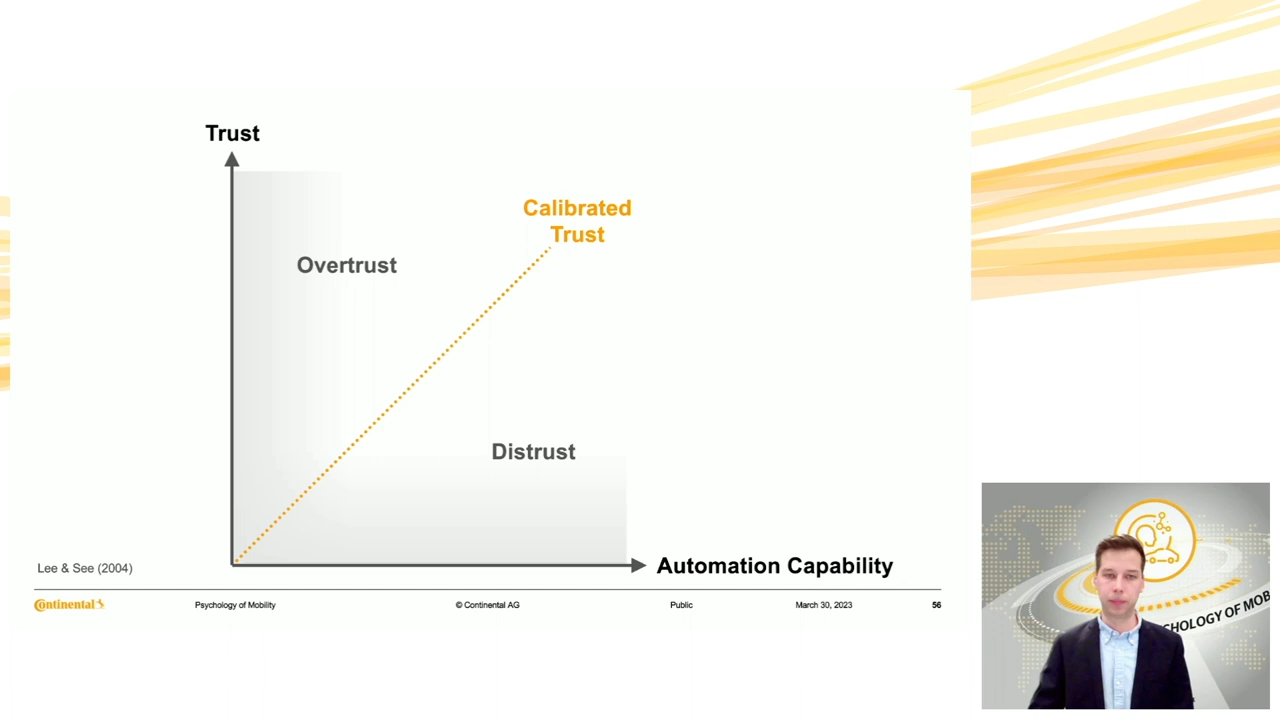 Trust
Calibrated
Trust
Overtrust
Distrust
Automation Capability
Lee & See (2004)
Continental
Psychology of Mobility
© Continental AG
Public
March 30, 2023
56
CHOLOGY OF MOB